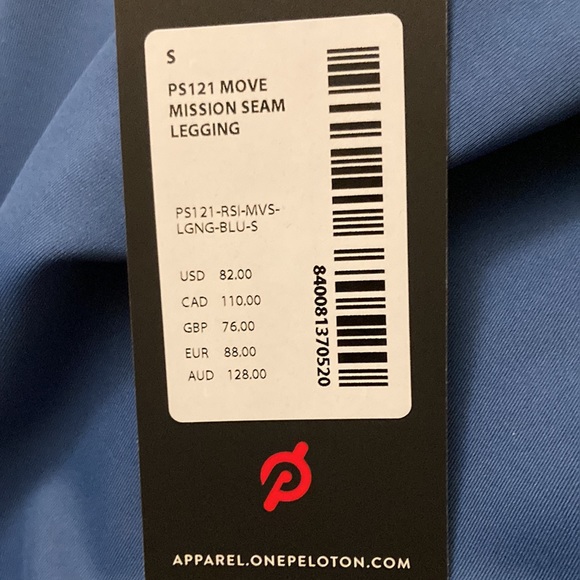 S
PS121 MOVE
MISSION SEAM
LEGGING
PS121-RSI-MVS-
LGNG-BLU-S
USD 82.00
CAD 110.00
GBP 76.00
EUR 88.00
AUD 128.00
840081370520
APPAREL.ONEPELOTON.COM